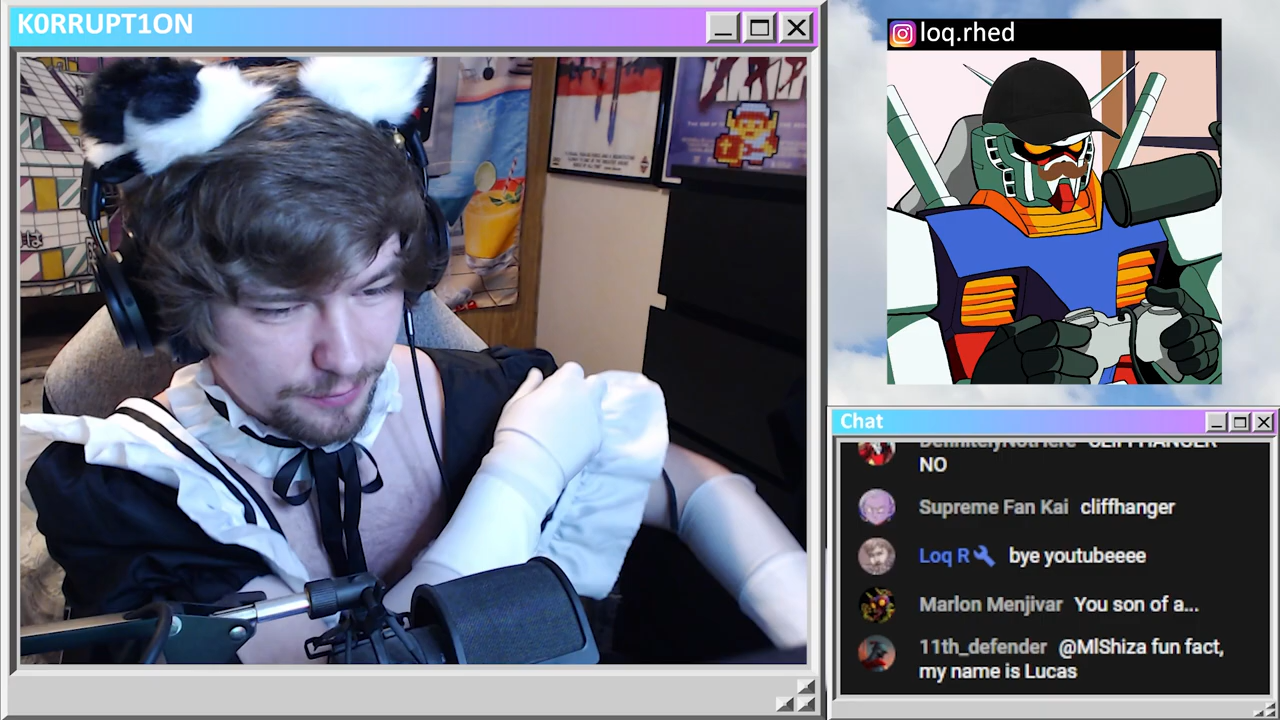 K0RRUPT1ON
loq.rhed
Chat
NO
Supreme Fan Kai cliffhanger
Loq R bye youtubeeee
Marlon Menjivar You son of a...
11th_defender @MlShiza fun fact,
my name is Lucas